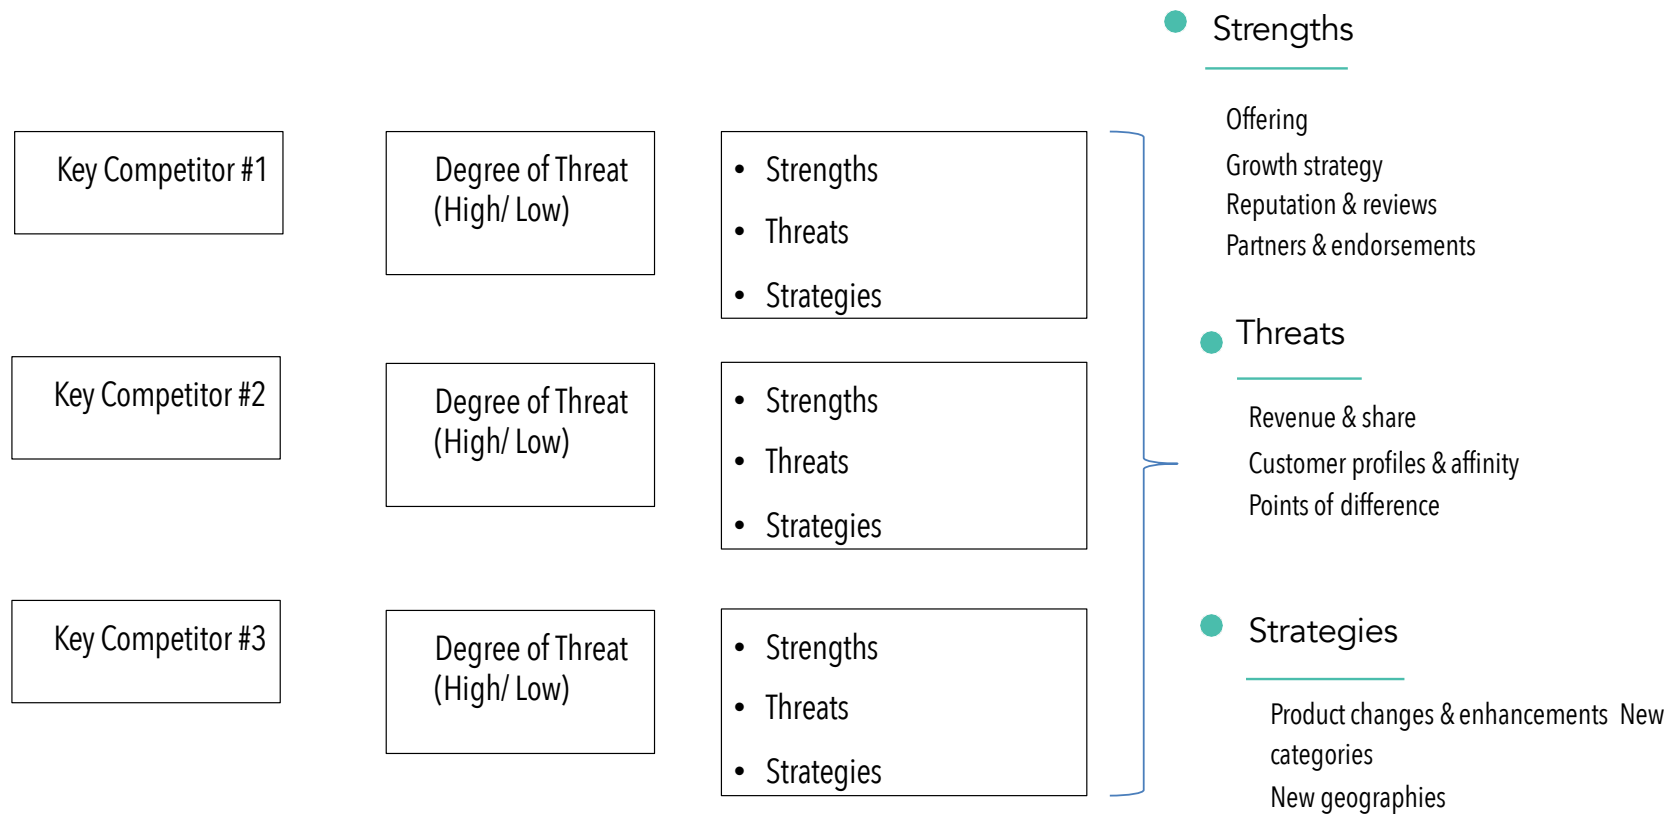 Key Competitor #1
Degree of Threat
(High/ Low)
• Strengths
• Threats
• Strategies
Key Competitor #2
Degree of Threat
(High/ Low)
• Strengths
• Threats
• Strategies
Key Competitor #3
Degree of Threat
(High/ Low)
• Strengths
• Threats
• Strategies
Strengths
Offering
Growth strategy
Reputation & reviews
Partners & endorsements
Threats
Revenue & share
Customer profiles & affinity
Points of difference
Strategies
Product changes & enhancements New
categories
New geographies